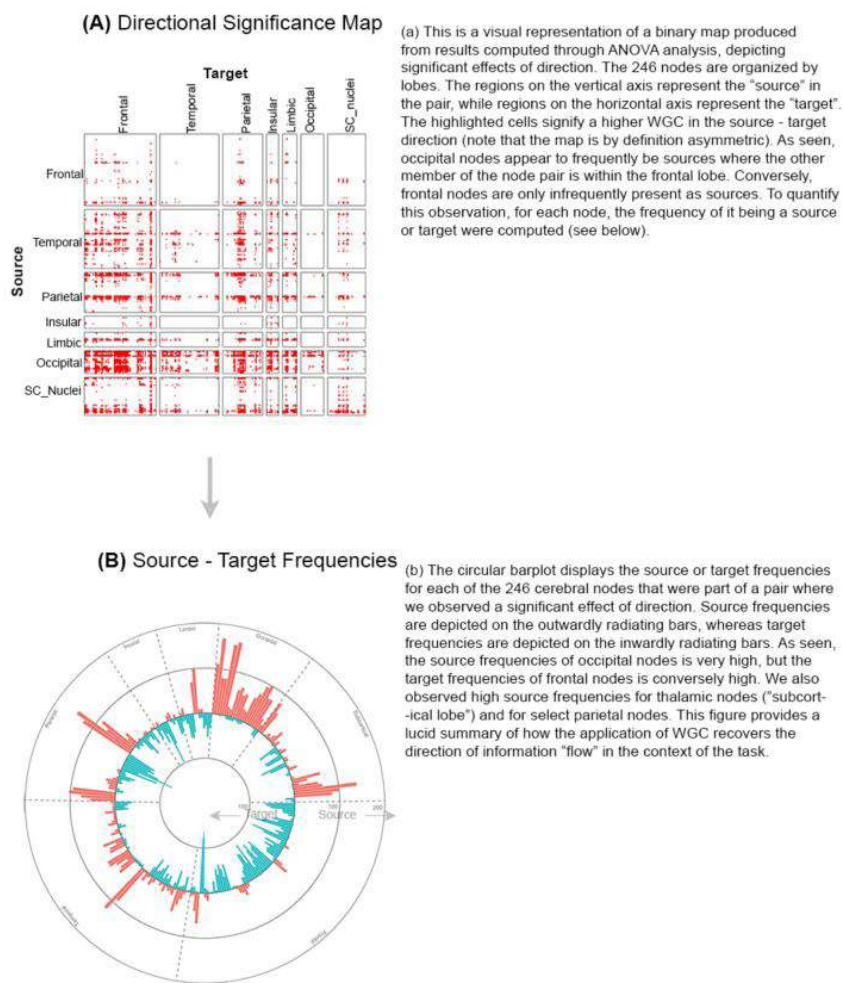 (A) Directional Significance Map
Target
Frontal
Temporal
Parietal
Insular
Limbic
Occipital
SC_nuclei
Source
Frontal
Temporal
Parietal
Insular
Limbic
Occipital
SC_Nuclei
(a) This is a visual representation of a binary map produced
from results computed through ANOVA analysis, depicting
significant effects of direction. The 246 nodes are organized by
lobes. The regions on the vertical axis represent the "source" in
the pair, while regions on the horizontal axis represent the "target".
The highlighted cells signify a higher WGC in the source - target
direction (note that the map is by definition asymmetric). As seen,
occipital nodes appear to frequently be sources where the other
member of the node pair is within the frontal lobe. Conversely,
frontal nodes are only infrequently present as sources. To quantify
this observation, for each node, the frequency of it being a source
or target were computed (see below).
(B) Source - Target Frequencies
Limbic
Occipital
Insular
Parietal
Subcortical
Temporal
Frontal
100
Target
Source
100
200
(b) The circular barplot displays the source or target frequencies
for each of the 246 cerebral nodes that were part of a pair where
we observed a significant effect of direction. Source frequencies
are depicted on the outwardly radiating bars, whereas target
frequencies are depicted on the inwardly radiating bars. As seen,
the source frequencies of occipital nodes is very high, but the
target frequencies of frontal nodes is conversely high. We also
observed high source frequencies for thalamic nodes ("subcort-
-ical lobe") and for select parietal nodes. This figure provides a
lucid summary of how the application of WGC recovers the
direction of information "flow" in the context of the task.